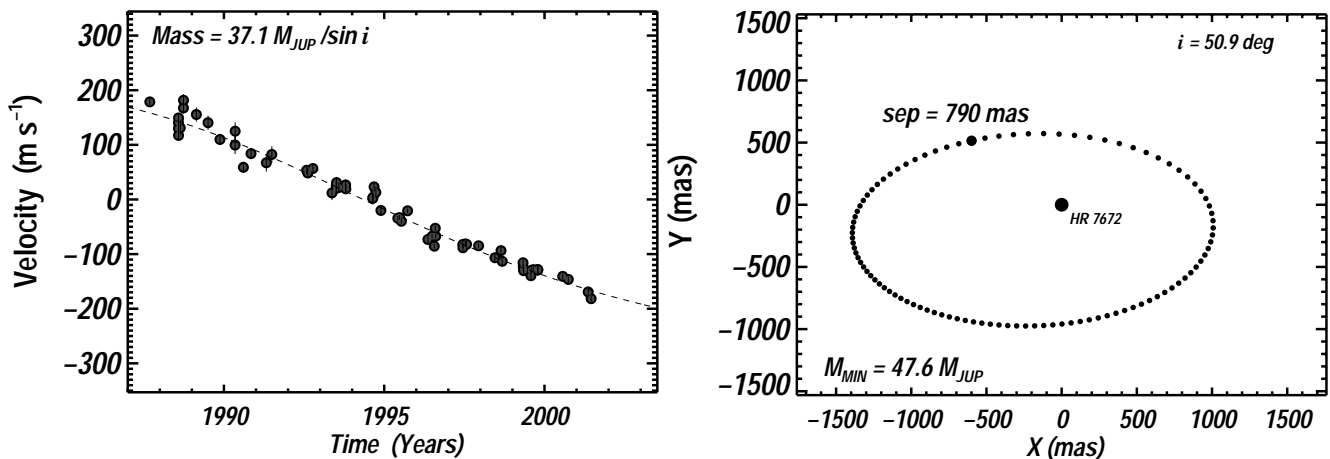 Mass = 37.1 M_JUP /sin i
300
200
100
0
−100
−200
−300
Velocity (m s⁻¹)
1990
1995
2000
Time (Years)
i = 50.9 deg
sep = 790 mas
HR 7672
M_MIN = 47.6 M_JUP
1500
1000
500
0
−500
−1000
−1500
Y (mas)
−1500
−1000
−500
0
500
1000
1500
X (mas)